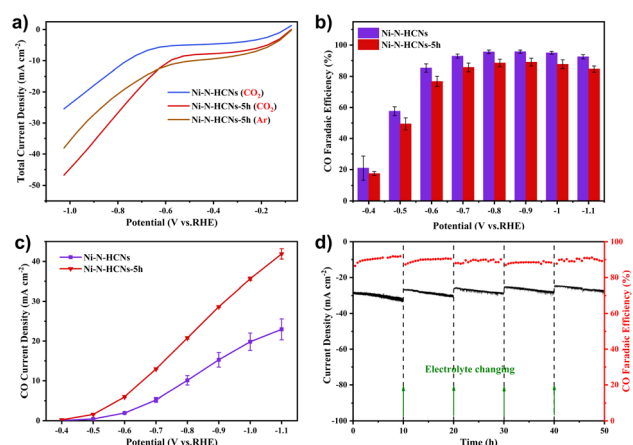 a)
0
-10
-20
-30
-40
-50
Total Current Density (mA cm⁻²)
Ni-N-HCNs (CO₂)
Ni-N-HCNs-5h (CO₂)
Ni-N-HCNs-5h (Ar)
-1.0 -0.8 -0.6 -0.4 -0.2
Potential (V vs.RHE)
b)
100
80
60
40
20
0
CO Faradaic Efficiency (%)
Ni-N-HCNs
Ni-N-HCNs-5h
-0.4 -0.5 -0.6 -0.7 -0.8 -0.9 -1 -1.1
Potential (V vs.RHE)
c)
40
30
20
10
0
CO Current Density (mA cm⁻²)
Ni-N-HCNs
Ni-N-HCNs-5h
-0.4 -0.5 -0.6 -0.7 -0.8 -0.9 -1.0 -1.1
Potential (V vs.RHE)
d)
0
-20
-40
-60
-80
-100
Current Density (mA cm⁻²)
Electrolyte changing
100
80
60
40
20
0
CO Faradaic Efficiency (%)
0 10 20 30 40 50
Time (h)